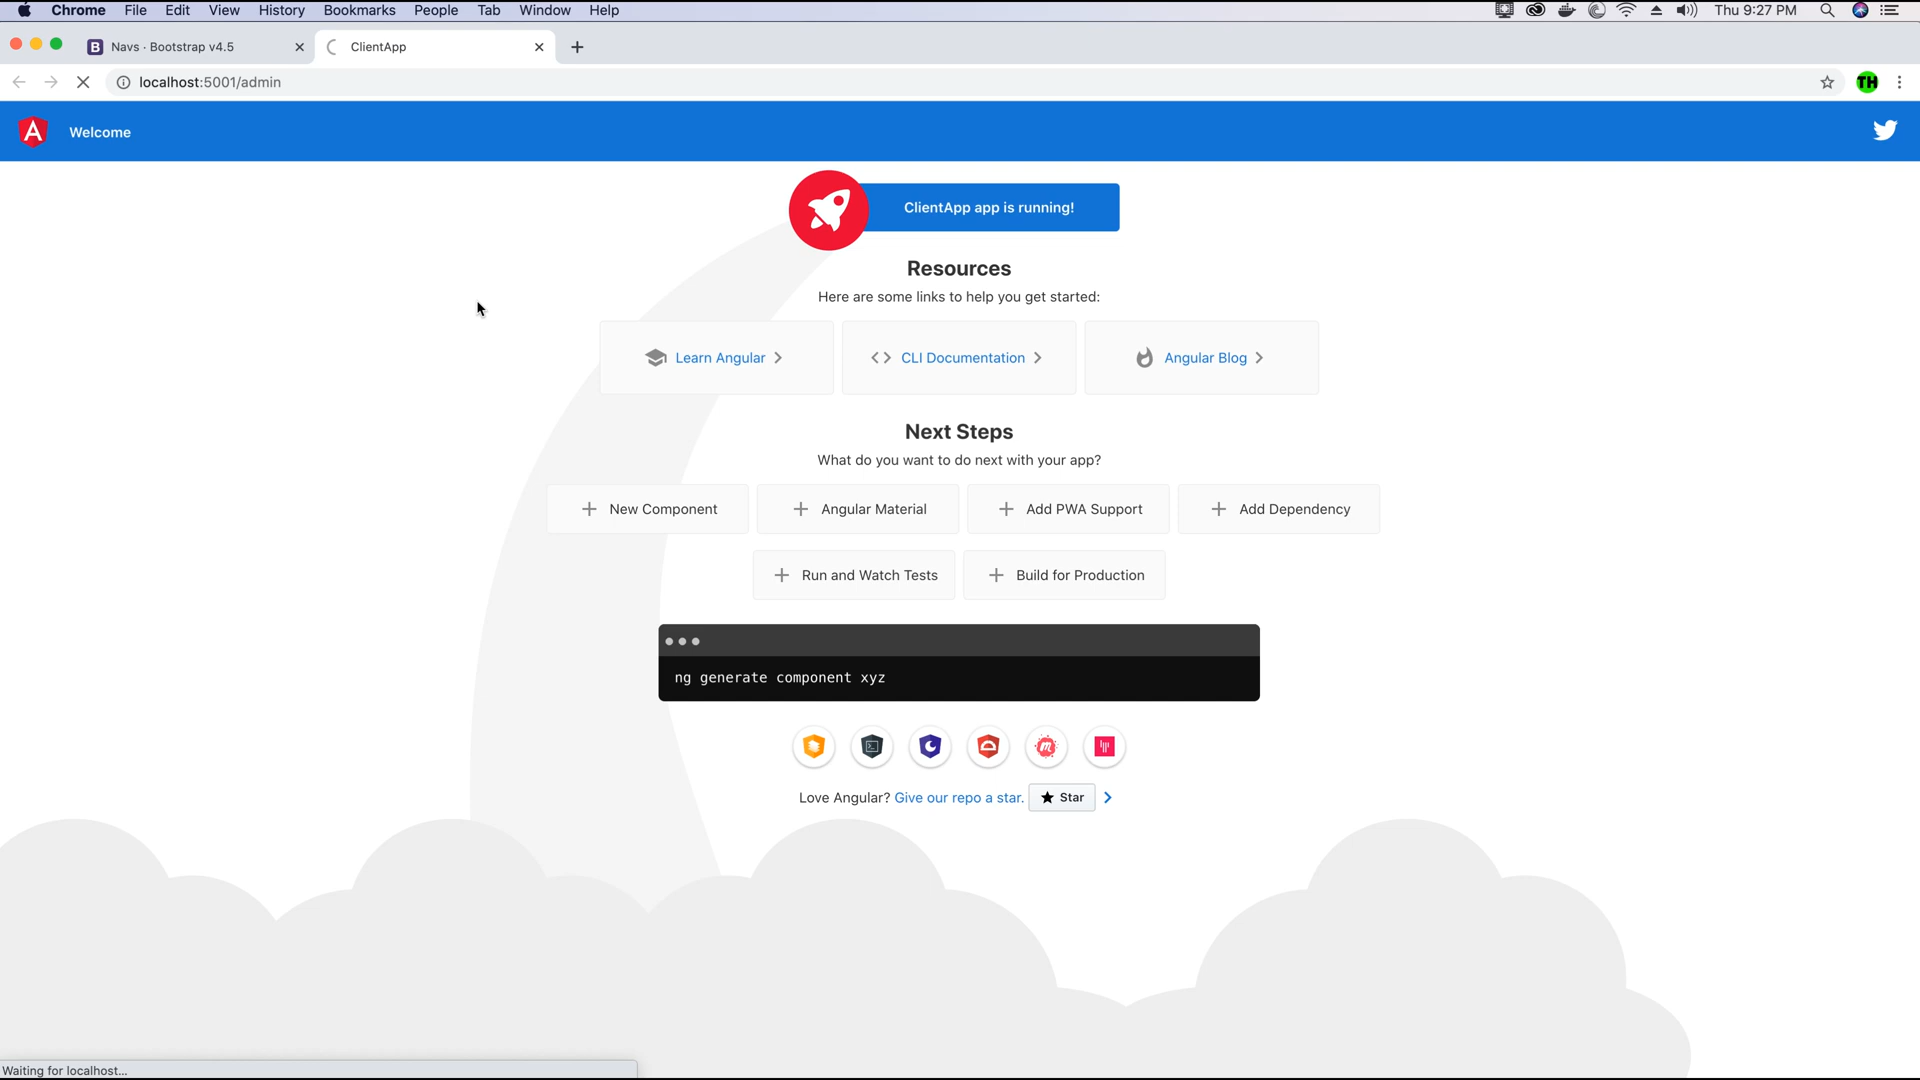 Chrome File Edit View History Bookmarks People Tab Window Help Thu 9:27 PM
B Navs · Bootstrap v4.5 ClientApp
localhost:5001/admin TH
A Welcome
ClientApp app is running!
Resources
Here are some links to help you get started:
Learn Angular CLI Documentation Angular Blog
Next Steps
What do you want to do next with your app?
New Component Angular Material Add PWA Support Add Dependency
Run and Watch Tests Build for Production
ng generate component xyz
Love Angular? Give our repo a star. Star
Waiting for localhost...